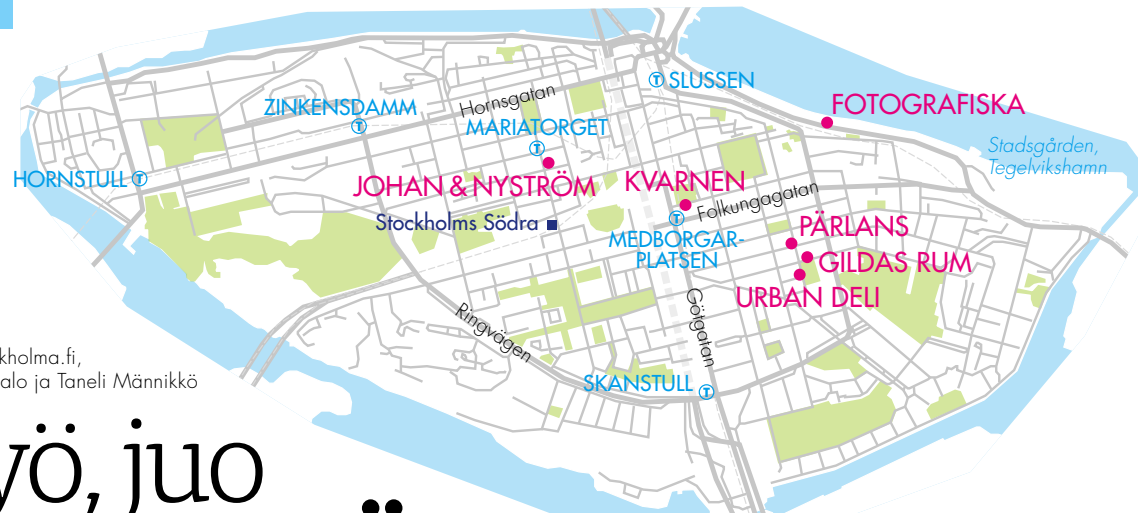 SLUSSEN
ZINKENSDAMM
Hornsgatan
FOTOGRAFISKA
MARIATORGET
Stadsgården,
Tegelvikshamn
HORNSTULL
JOHAN & NYSTRÖM
KVARNEN
Folkungagatan
Stockholms Södra
PÄRLANS
MEDBORGAR-
PLATSEN
GILDAS RUM
URBAN DELI
Götgatan
Ringvägen
kholma.fi,
alo ja Taneli Männikkö
SKANSTULL
yö, juo